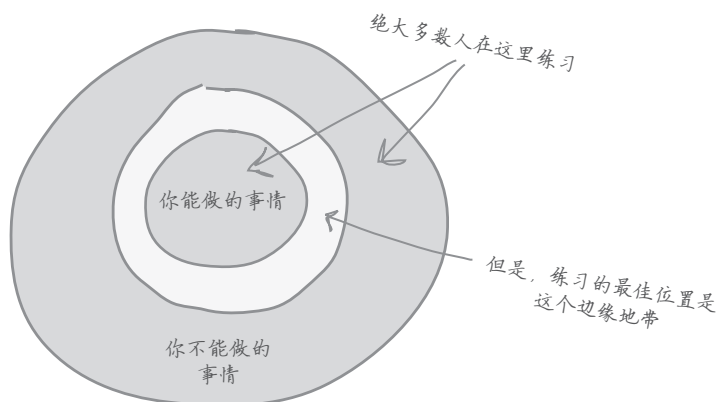 绝大多数人在这里练习
你能做的事情
但是，练习的最佳位置是
这个边缘地带
你不能做的
事情